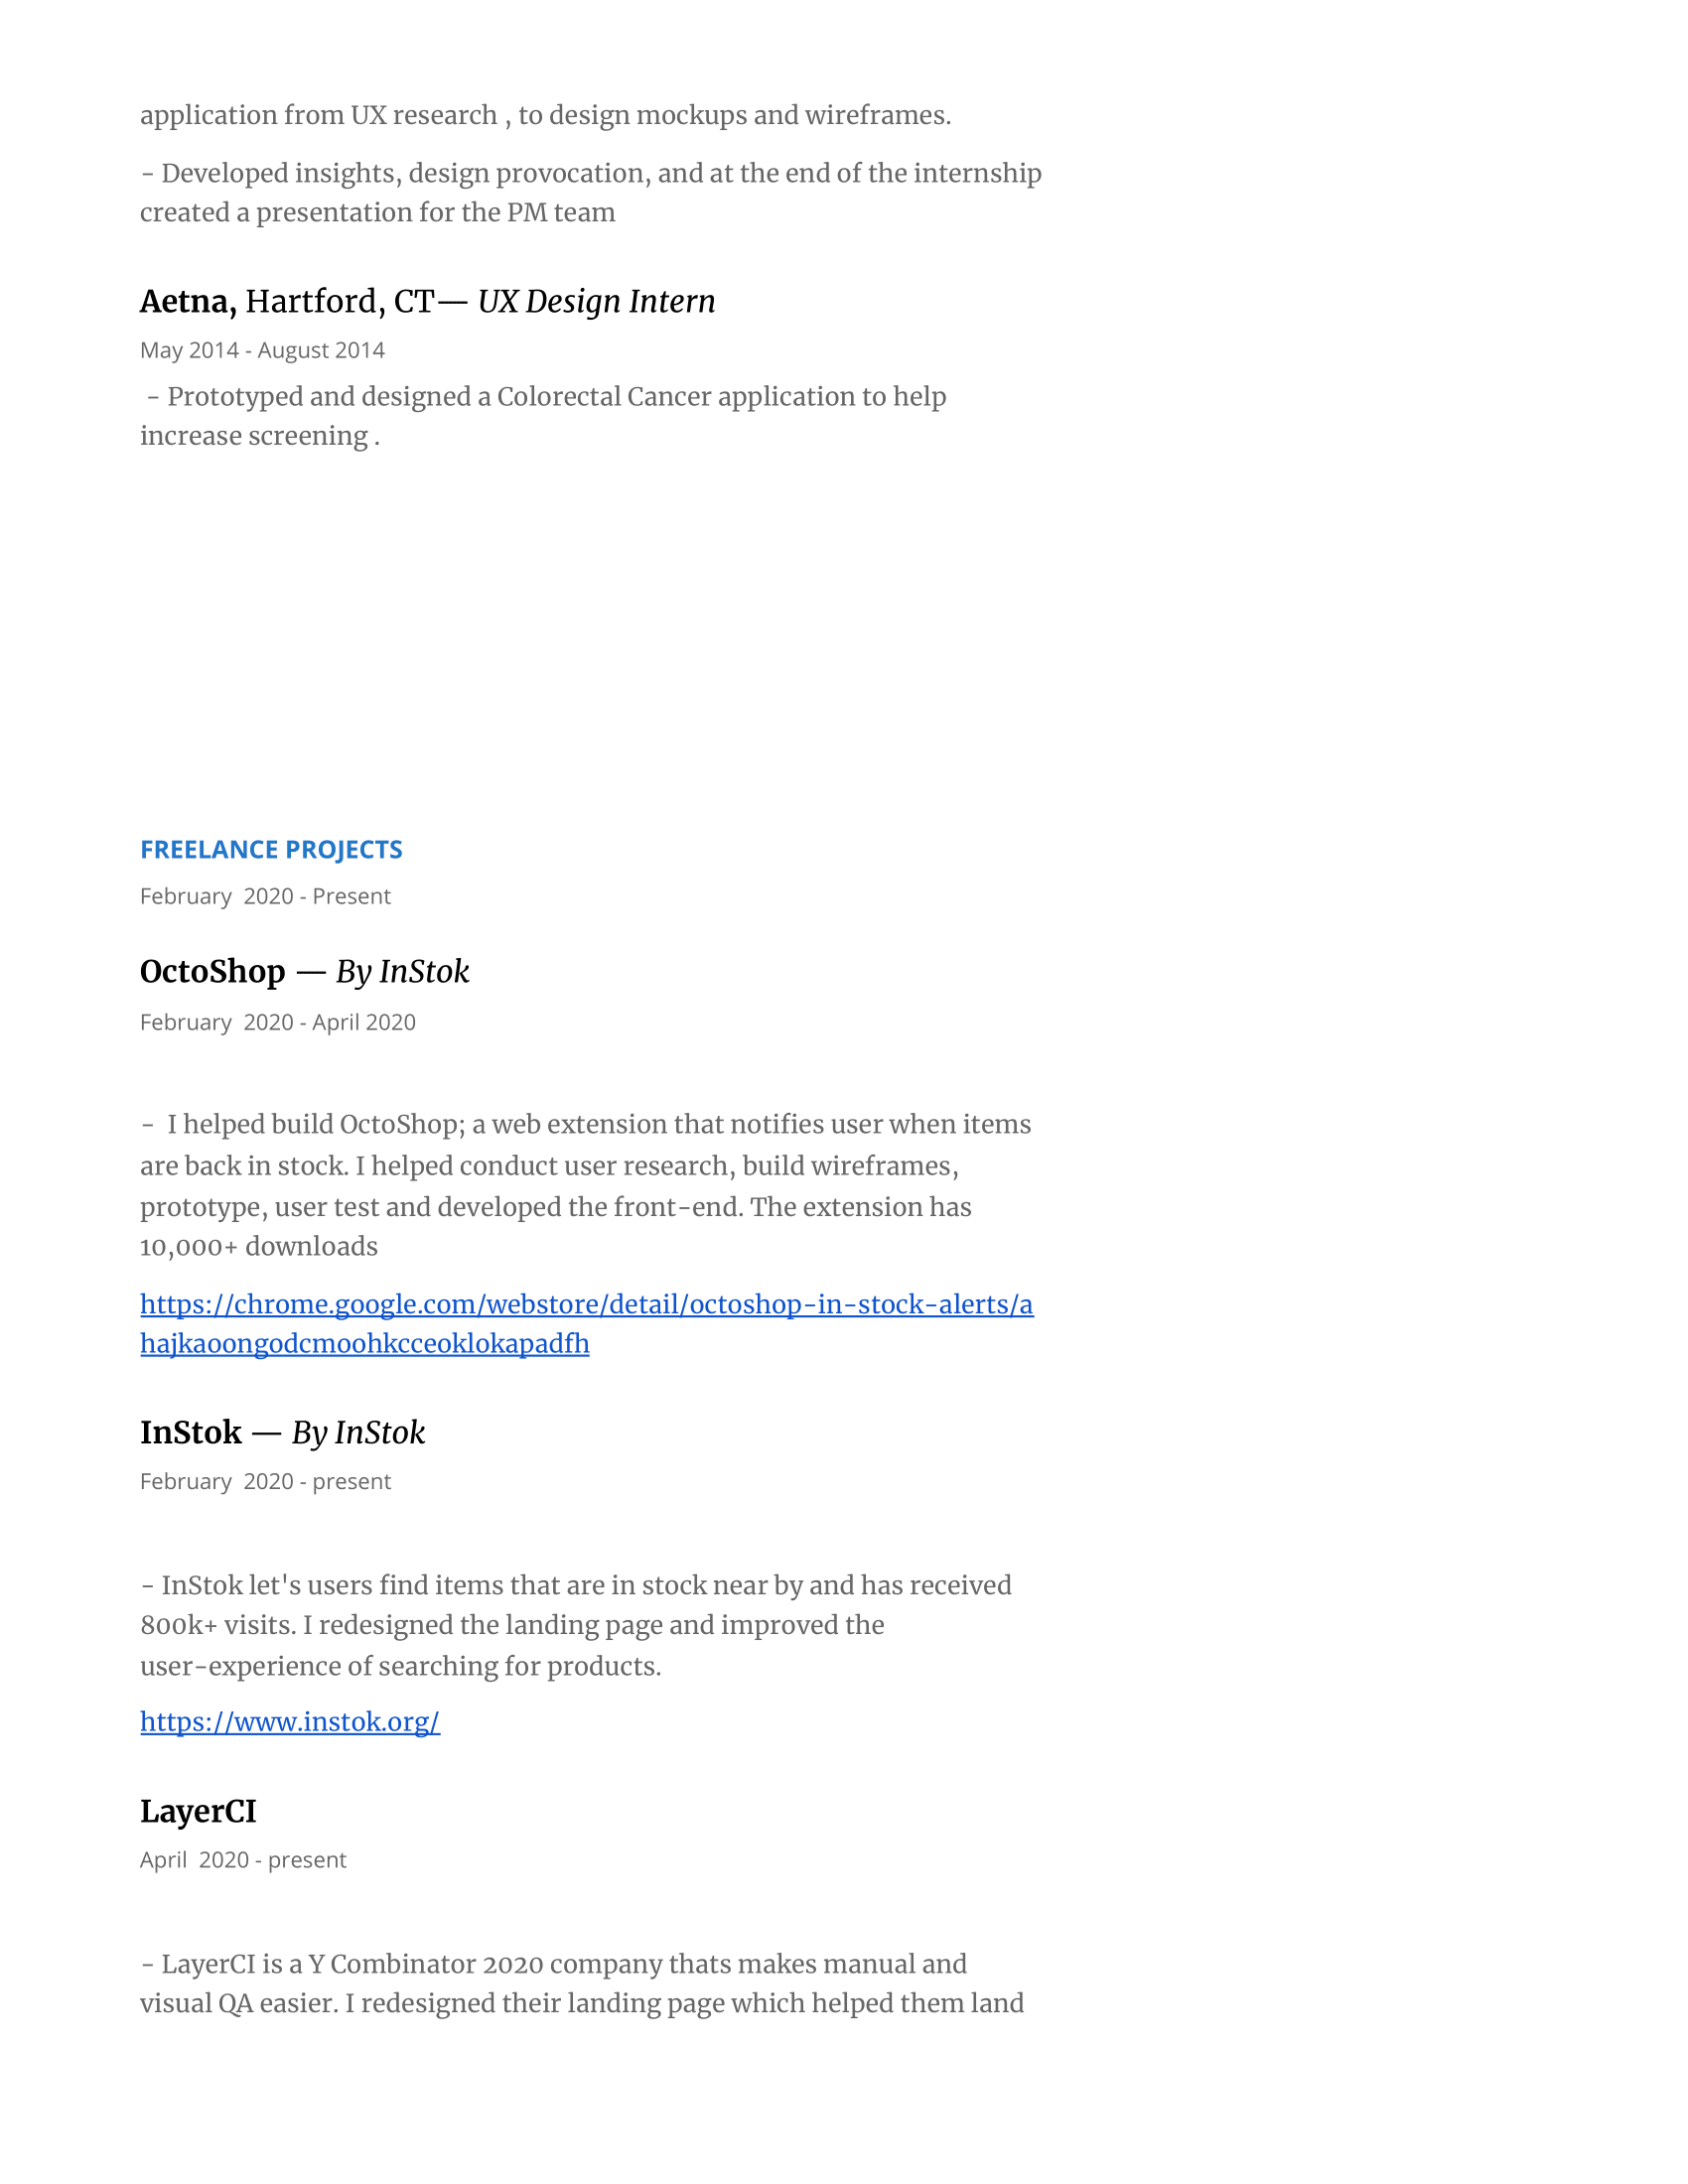 application from UX research , to design mockups and wireframes.
- Developed insights, design provocation, and at the end of the internship
created a presentation for the PM team
Aetna, Hartford, CT— UX Design Intern
May 2014 - August 2014
- Prototyped and designed a Colorectal Cancer application to help
increase screening .
FREELANCE PROJECTS
February  2020 - Present
OctoShop — By InStok
February  2020 - April 2020
-  I helped build OctoShop; a web extension that notifies user when items
are back in stock. I helped conduct user research, build wireframes,
prototype, user test and developed the front-end. The extension has
10,000+ downloads
https://chrome.google.com/webstore/detail/octoshop-in-stock-alerts/a
hajkaoongodcmoohkcceoklokapadfh
InStok — By InStok
February  2020 - present
- InStok let's users find items that are in stock near by and has received
800k+ visits. I redesigned the landing page and improved the
user-experience of searching for products.
https://www.instok.org/
LayerCI
April  2020 - present
- LayerCI is a Y Combinator 2020 company thats makes manual and
visual QA easier. I redesigned their landing page which helped them land